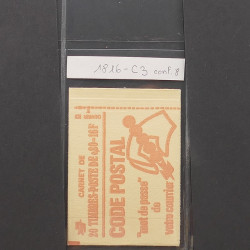 1816-C3 conf. 8
CARNET DE
20 TIMBRES-POSTE DE 0,80=16F
CODE POSTAL
"mot de passe"
de
votre courrier